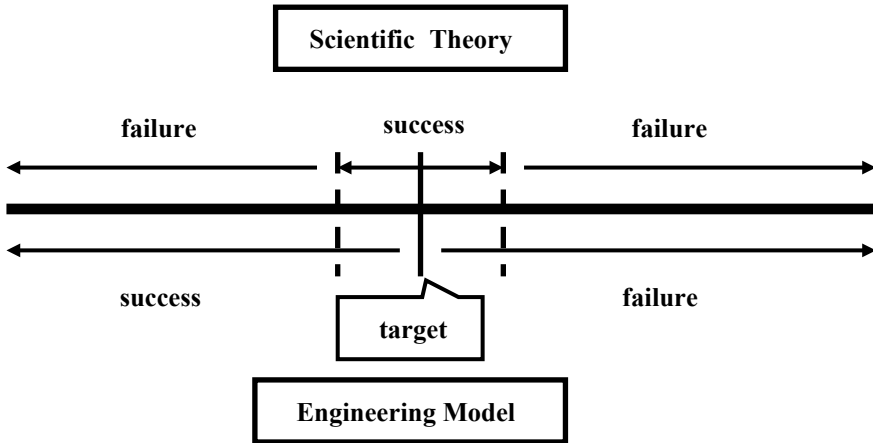 Scientific Theory
failure success failure
success failure
target
Engineering Model